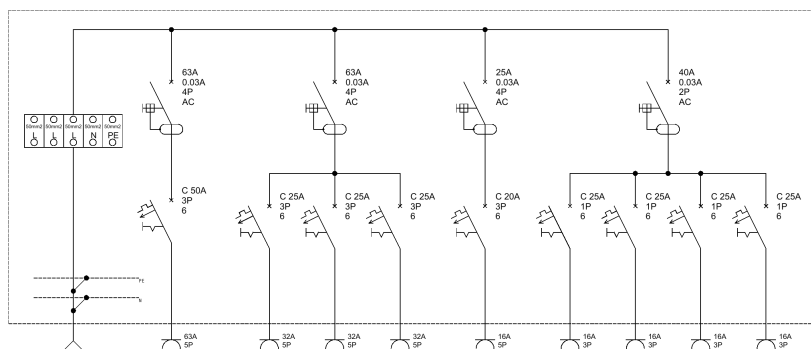 63A
0.03A
4P
AC
63A
0.03A
4P
AC
25A
0.03A
4P
AC
40A
0.03A
2P
AC
50mm2 50mm2 50mm2 50mm2 50mm2
L L L N PE
C 50A
3P
6
C 25A
3P
6
C 25A
3P
6
C 25A
3P
6
C 20A
3P
6
C 25A
1P
6
C 25A
1P
6
C 25A
1P
6
C 25A
1P
6
63A
5P
32A
5P
32A
5P
32A
5P
16A
5P
16A
3P
16A
3P
16A
3P
16A
3P